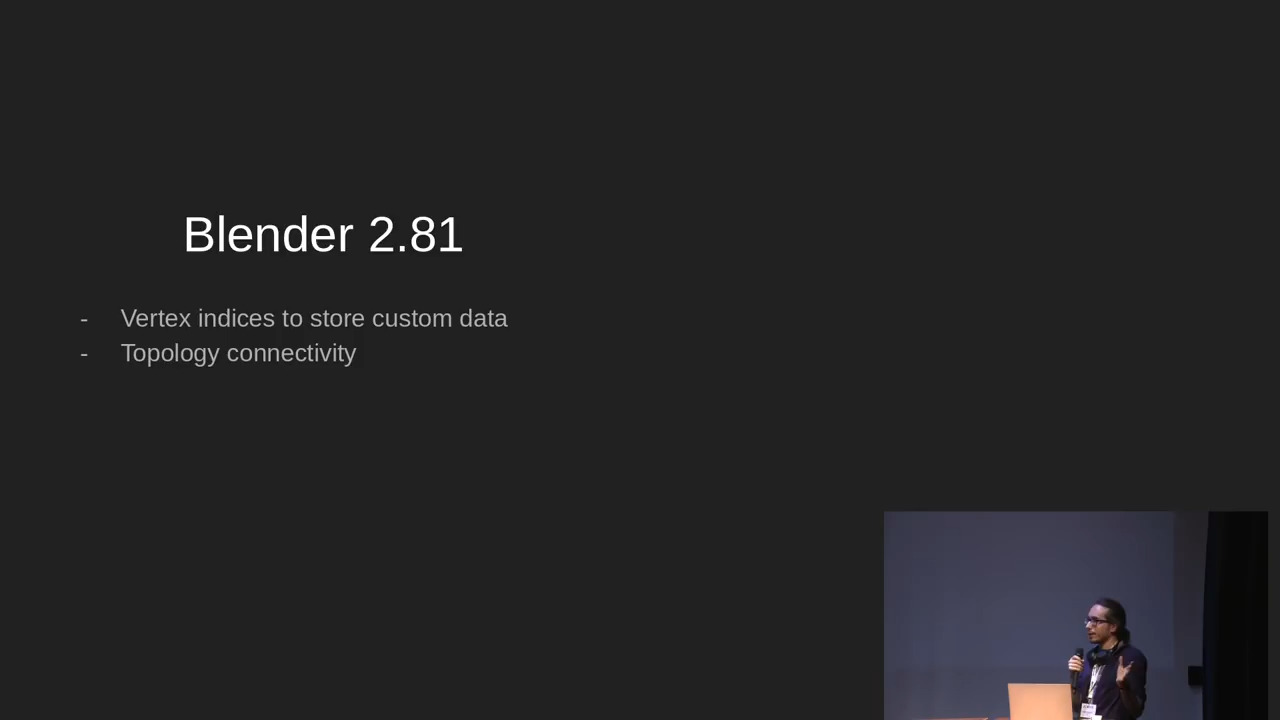 Blender 2.81
- Vertex indices to store custom data
- Topology connectivity